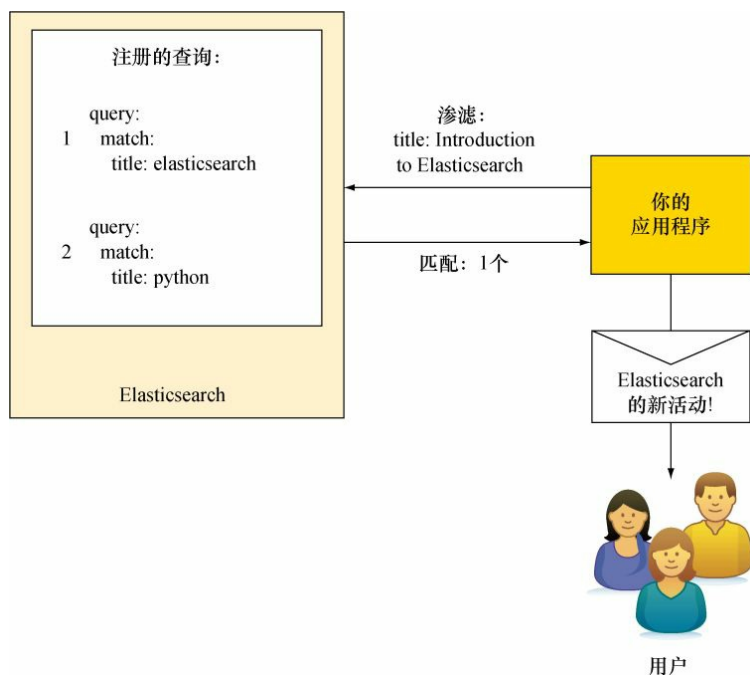 注册的查询：
query:
1 match:
title: elasticsearch
query:
2 match:
title: python
Elasticsearch
渗滤：
title: Introduction
to Elasticsearch
匹配：1个
你的
应用程序
Elasticsearch
的新活动!
用户